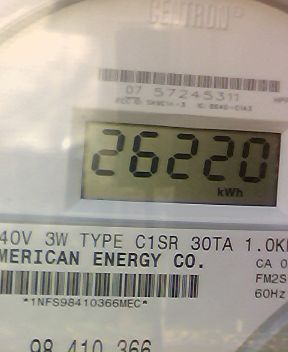 CENTRON®
07 57245311
26220
kWh
40V 3W TYPE C1SR 30TA 1.0K
MERICAN ENERGY CO.
CA 0
FM2S
60Hz
*1NFS98410366MEC*
98 410 366